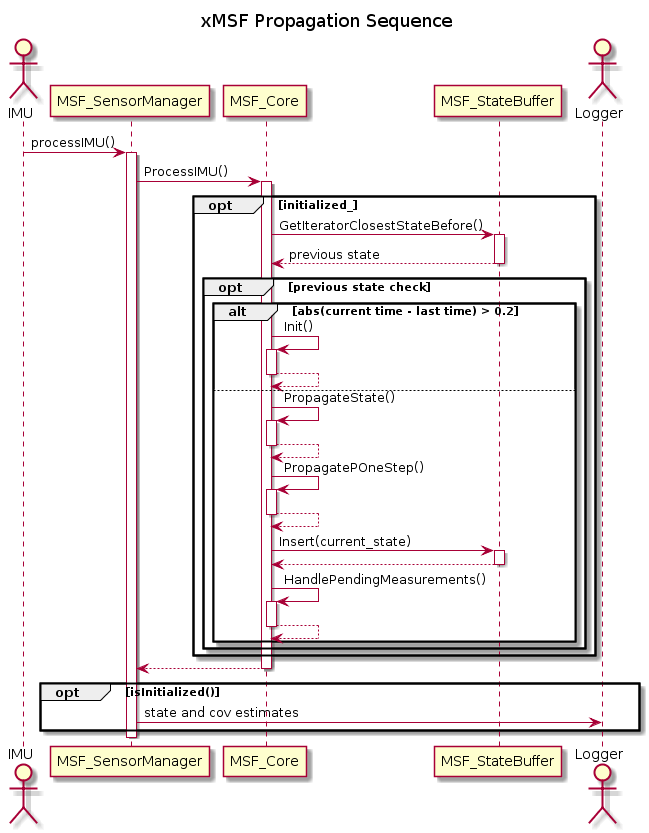 xMSF Propagation Sequence
IMU
MSF_SensorManager
MSF_Core
MSF_StateBuffer
Logger
processIMU()
ProcessIMU()
opt [initialized_]
GetIteratorClosestStateBefore()
previous state
opt [previous state check]
alt [abs(current time - last time) > 0.2]
Init()
PropagateState()
PropagatePOneStep()
Insert(current_state)
HandlePendingMeasurements()
opt [isInitialized()]
state and cov estimates
IMU
MSF_SensorManager
MSF_Core
MSF_StateBuffer
Logger